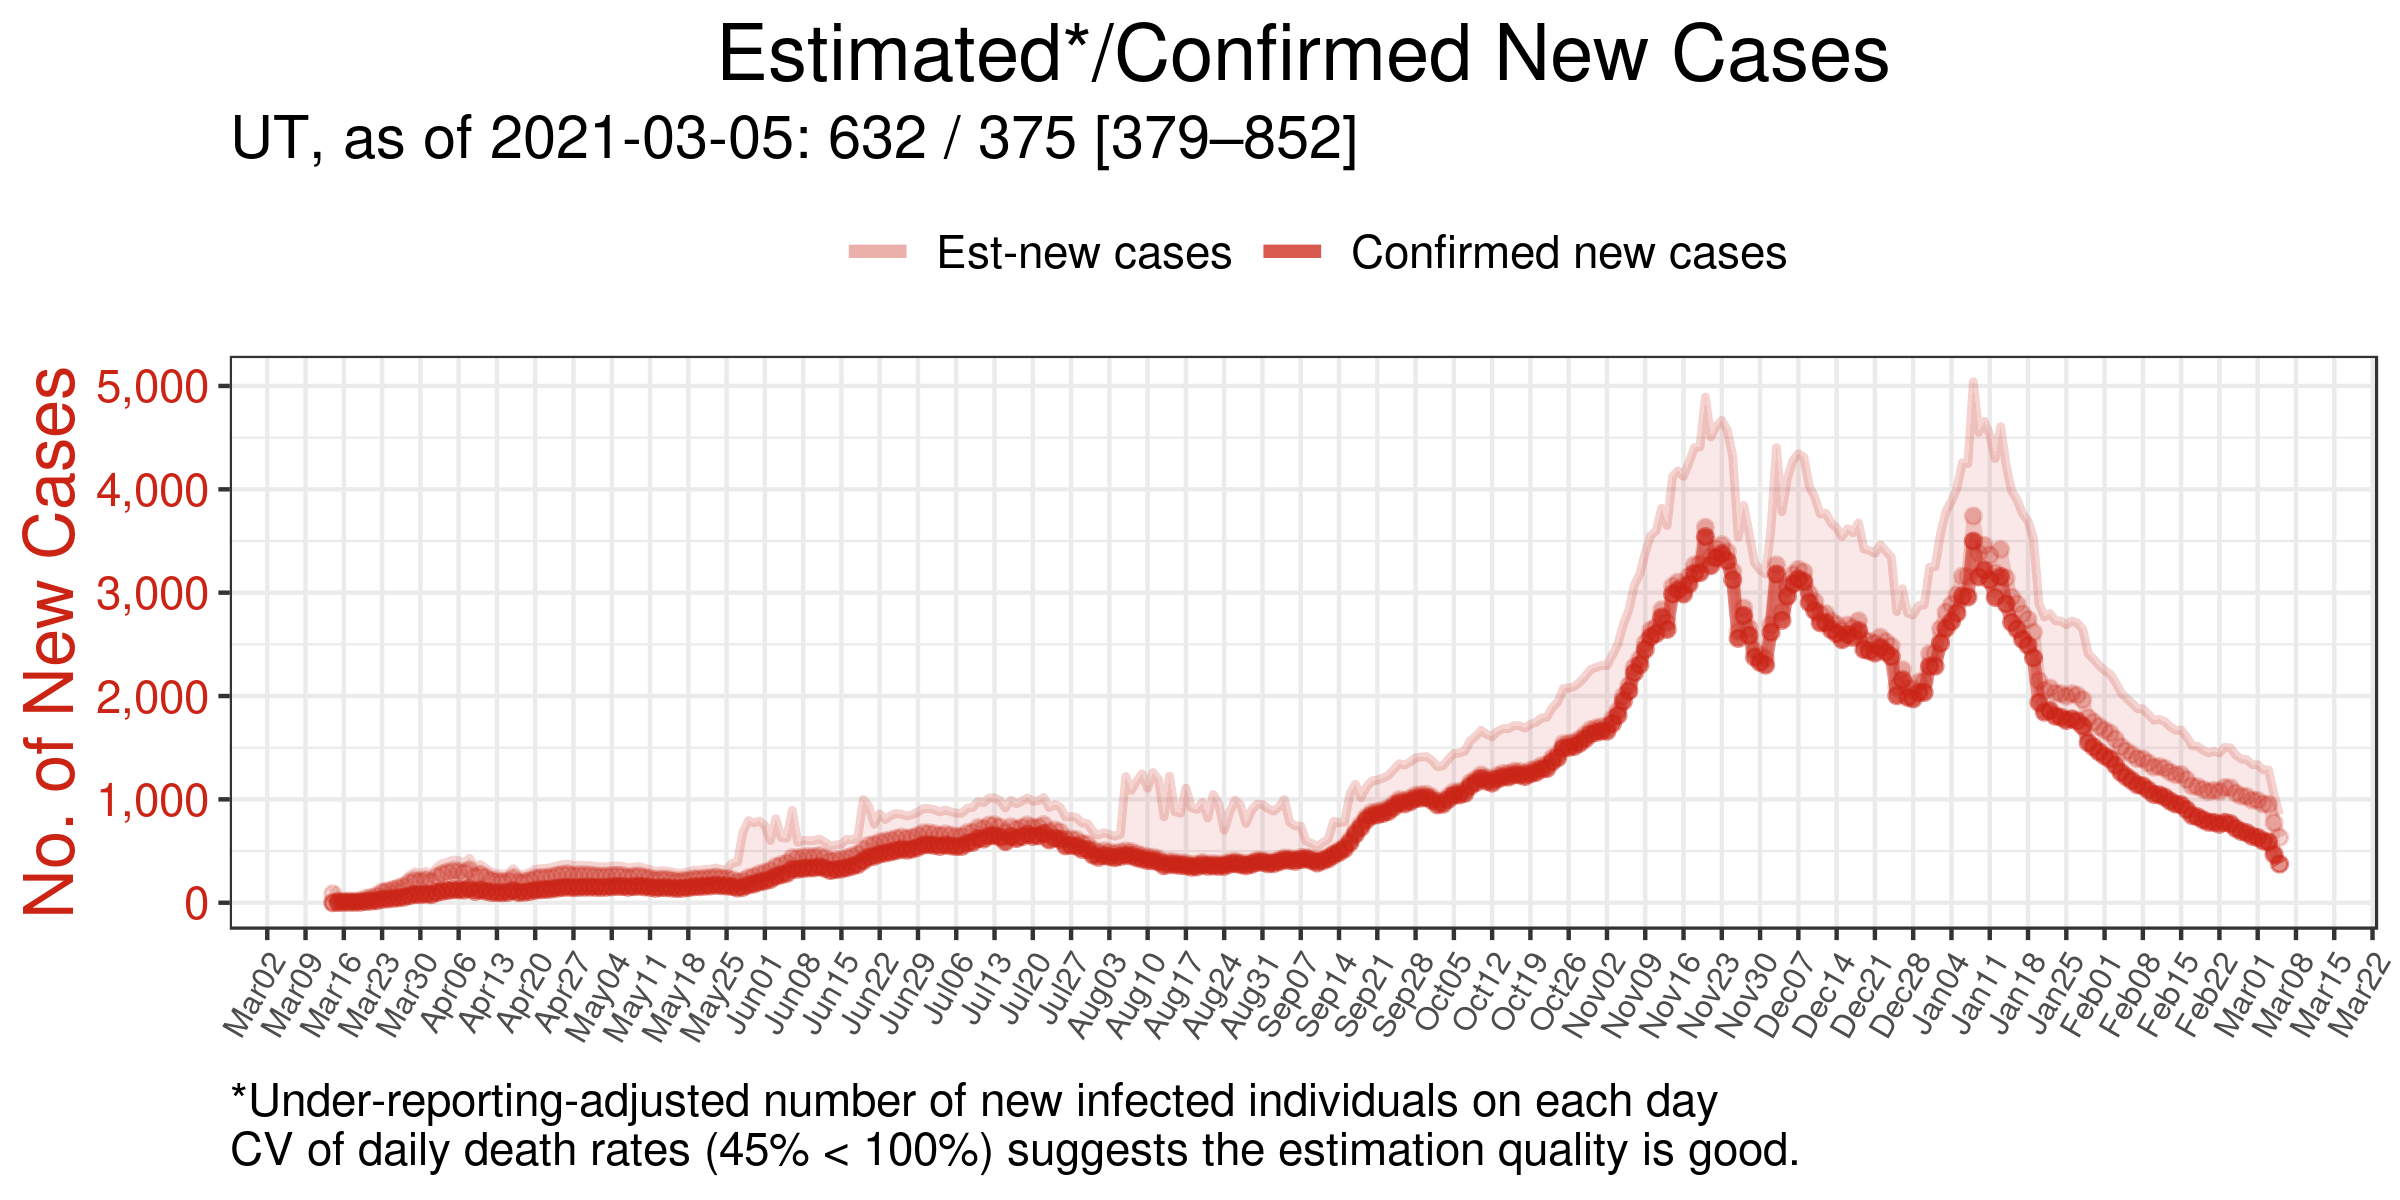 Estimated*/Confirmed New Cases
UT, as of 2021-03-05: 632 / 375 [379–852]
Est-new cases Confirmed new cases
No. of New Cases
5,000
4,000
3,000
2,000
1,000
0
Mar02 Mar09 Mar16 Mar23 Mar30 Apr06 Apr13 Apr20 Apr27 May04 May11 May18 May25 Jun01 Jun08 Jun15 Jun22 Jun29 Jul06 Jul13 Jul20 Jul27 Aug03 Aug10 Aug17 Aug24 Aug31 Sep07 Sep14 Sep21 Sep28 Oct05 Oct12 Oct19 Oct26 Nov02 Nov09 Nov16 Nov23 Nov30 Dec07 Dec14 Dec21 Dec28 Jan04 Jan11 Jan18 Jan25 Feb01 Feb08 Feb15 Feb22 Mar01 Mar08 Mar15 Mar22
*Under-reporting-adjusted number of new infected individuals on each day
CV of daily death rates (45% < 100%) suggests the estimation quality is good.